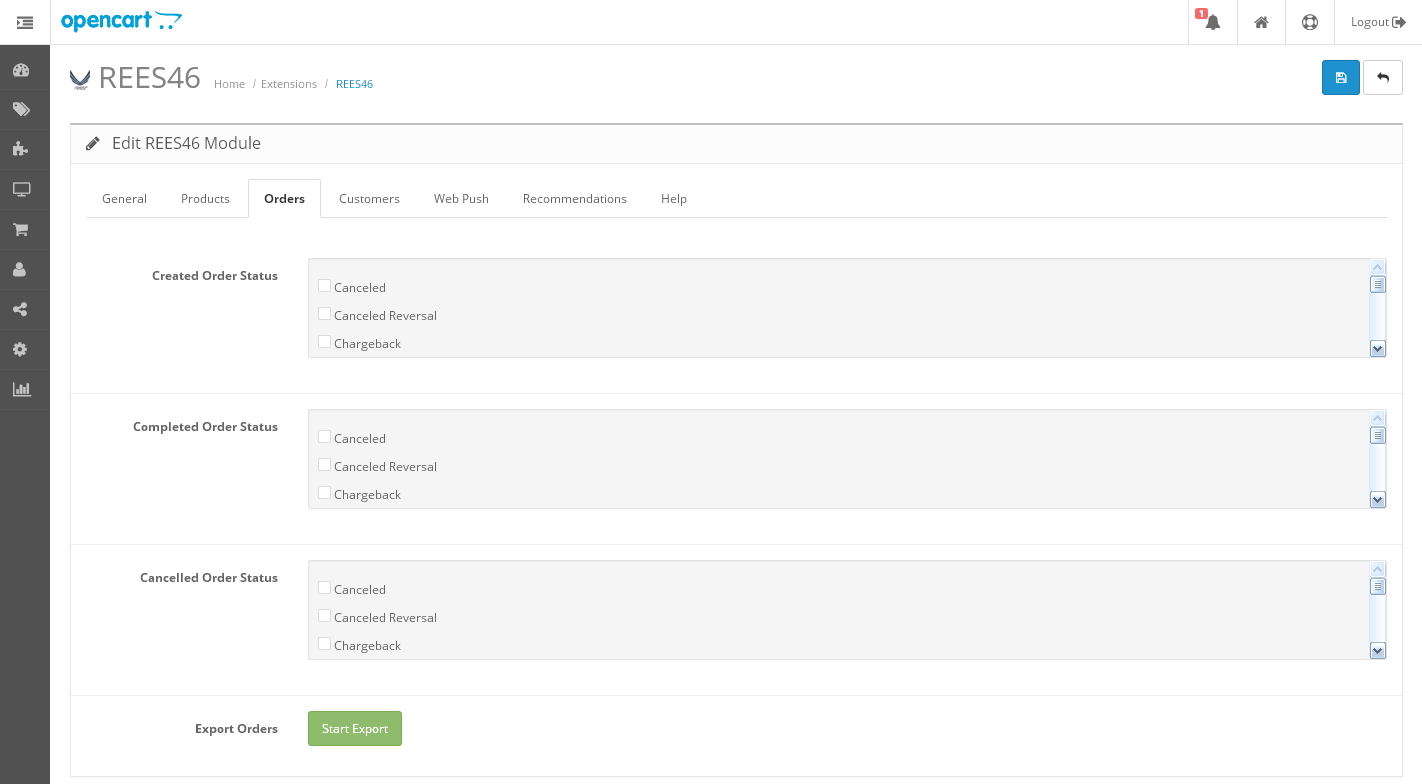 opencart
1
Logout
REES46 Home / Extensions / REES46
Edit REES46 Module
General Products Orders Customers Web Push Recommendations Help
Created Order Status
Canceled
Canceled Reversal
Chargeback
Completed Order Status
Canceled
Canceled Reversal
Chargeback
Cancelled Order Status
Canceled
Canceled Reversal
Chargeback
Export Orders
Start Export